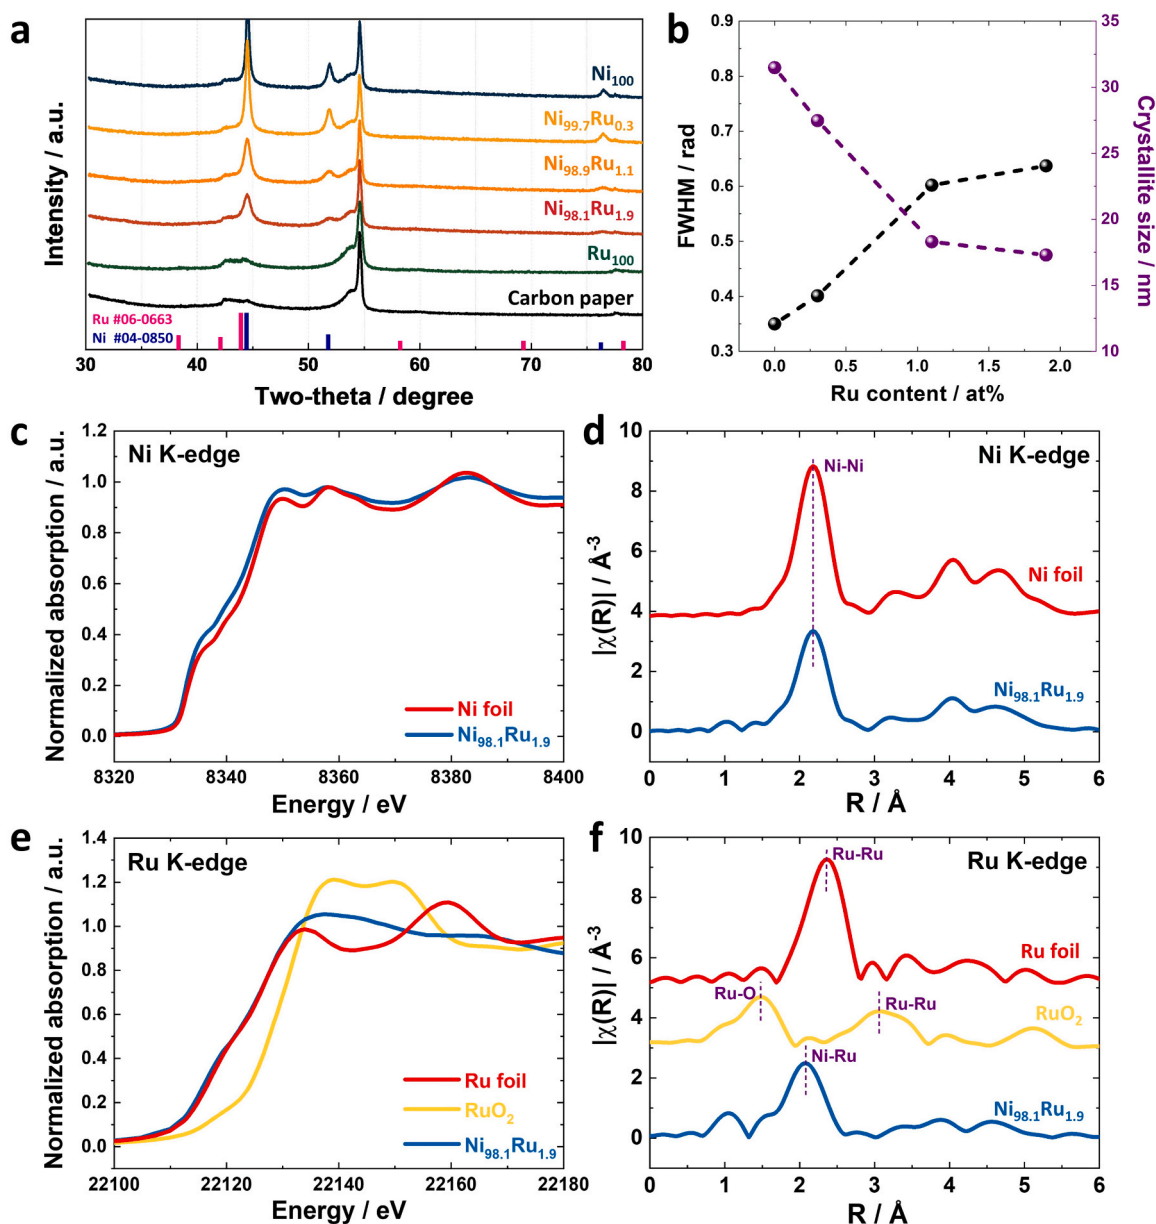 a
Intensity / a.u.
Ni100
Ni99.7Ru0.3
Ni98.9Ru1.1
Ni98.1Ru1.9
Ru100
Carbon paper
Ru #06-0663
Ni #04-0850
30 40 50 60 70 80
Two-theta / degree
b
FWHM / rad
0.9
0.8
0.7
0.6
0.5
0.4
0.3
35
30
25
20
15
10
Crystallite size / nm
0.0 0.5 1.0 1.5 2.0
Ru content / at%
c
Ni K-edge
Normalized absorption / a.u.
1.2
1.0
0.8
0.6
0.4
0.2
0.0
Ni foil
Ni98.1Ru1.9
8320 8340 8360 8380 8400
Energy / eV
d
Ni K-edge
|χ(R)| / Å-3
10
8
6
4
2
0
Ni-Ni
Ni foil
Ni98.1Ru1.9
0 1 2 3 4 5 6
R / Å
e
Ru K-edge
Normalized absorption / a.u.
1.4
1.2
1.0
0.8
0.6
0.4
0.2
0.0
Ru foil
RuO2
Ni98.1Ru1.9
22100 22120 22140 22160 22180
Energy / eV
f
Ru K-edge
|χ(R)| / Å-3
10
8
6
4
2
0
Ru-Ru
Ru foil
Ru-O
Ru-Ru
RuO2
Ni-Ru
Ni98.1Ru1.9
0 1 2 3 4 5 6
R / Å